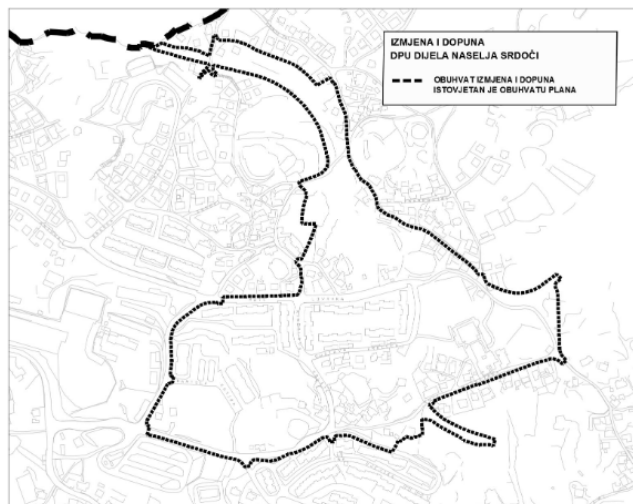 IZMJENA I DOPUNA
DPU DIJELA NASELJA SRDOČI
OBUHVAT IZMJENA I DOPUNA
ISTOVJETAN JE OBUHVATU PLANA